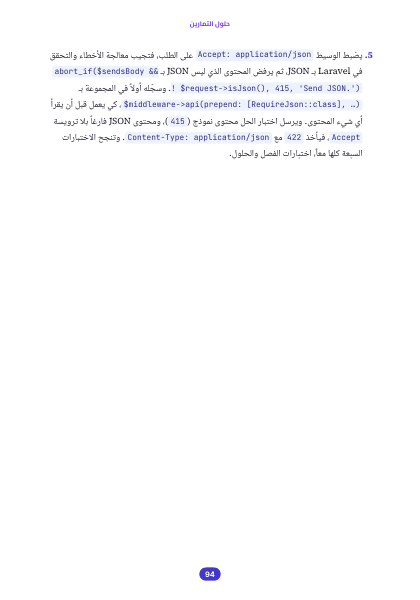 حلول التمارين
5. يضبط الوسيط Accept: application/json على الطلب، فتجيب معالجة الأخطاء والتحقق
في Laravel بـ JSON، ثم يرفض المحتوى الذي ليس JSON بـ abort_if($sendsBody &&
! $request->isJson(), 415, 'Send JSON.'). وسجّله أولاً في المجموعة بـ
$middleware->api(prepend: [RequireJson::class], …)، كي يعمل قبل أن يقرأ
أي شيء المحتوى. ويرسل اختبار الحل محتوى نموذج (415)، ومحتوى JSON فارغاً بلا ترويسة
Accept، فيأخذ 422 مع Content-Type: application/json. وتنجح الاختبارات
السبعة كلها معاً، اختبارات الفصل والحلول.
94